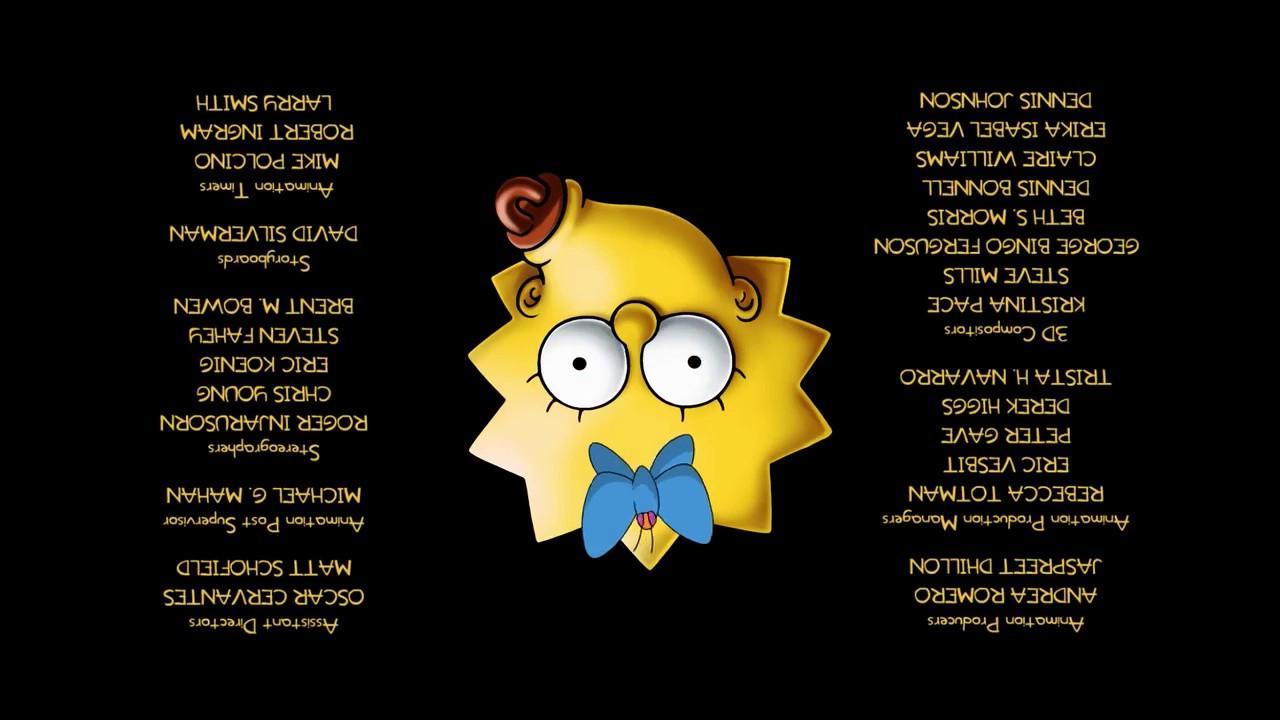 Animation Producers
ANDREA ROMERO
JASPREET DHILLON
Animation Production Managers
REBECCA TOTMAN
ERIC VESBIT
PETER GAVE
DEREK HIGGS
TRISTA H. NAVARRO
3D Compositors
KRISTINA PACE
STEVE MILLS
GEORGE BINGO FERGUSON
BETH S. MORRIS
DENNIS BONNELL
CLAIRE WILLIAMS
ERIKA ISABEL VEGA
DENNIS JOHNSON
Assistant Directors
OSCAR CERVANTES
MATT SCHOFIELD
Animation Post Supervisor
MICHAEL G. MAHAN
Stereographers
ROGER INJARUSORN
CHRIS YOUNG
ERIC KOENIG
STEVEN FAHEY
BRENT M. BOWEN
Storyboards
DAVID SILVERMAN
Animation Timers
MIKE POLCINO
ROBERT INGRAM
LARRY SMITH